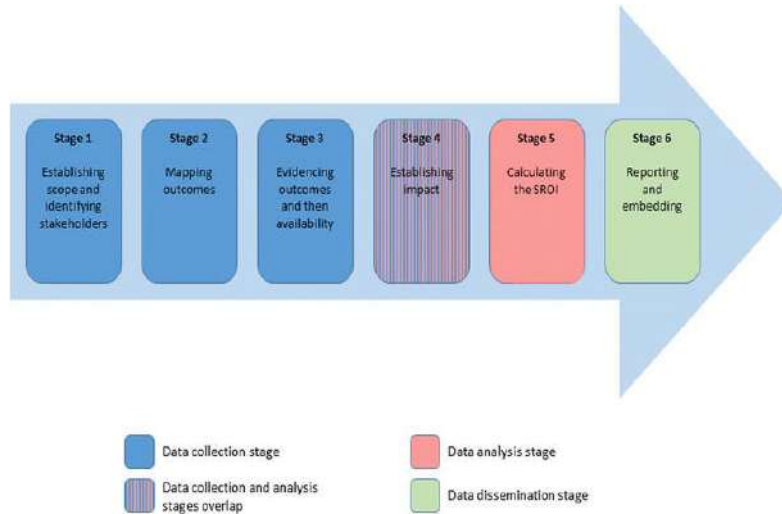 Stage 1
Establishing
scope and
identifying
stakeholders
Stage 2
Mapping
outcomes
Stage 3
Evidencing
outcomes
and then
availability
Stage 4
Establishing
impact
Stage 5
Calculating
the SROI
Stage 6
Reporting
and
embedding
Data collection stage
Data collection and analysis
stages overlap
Data analysis stage
Data dissemination stage